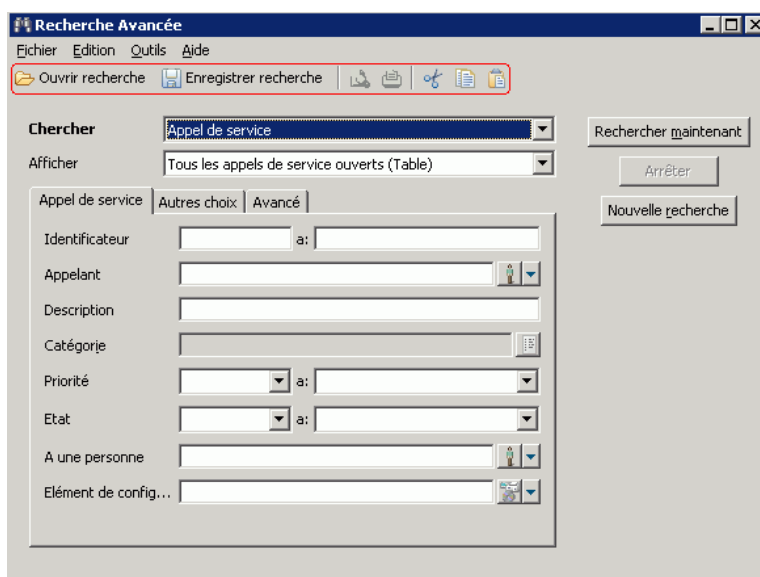 Recherche Avancée
Fichier Edition Outils Aide
Ouvrir recherche Enregistrer recherche
Chercher Appel de service Rechercher maintenant
Afficher Tous les appels de service ouverts (Table) Arrêter
Appel de service Autres choix Avancé Nouvelle recherche
Identificateur a:
Appelant
Description
Catégorie
Priorité a:
Etat a:
A une personne
Elément de config...